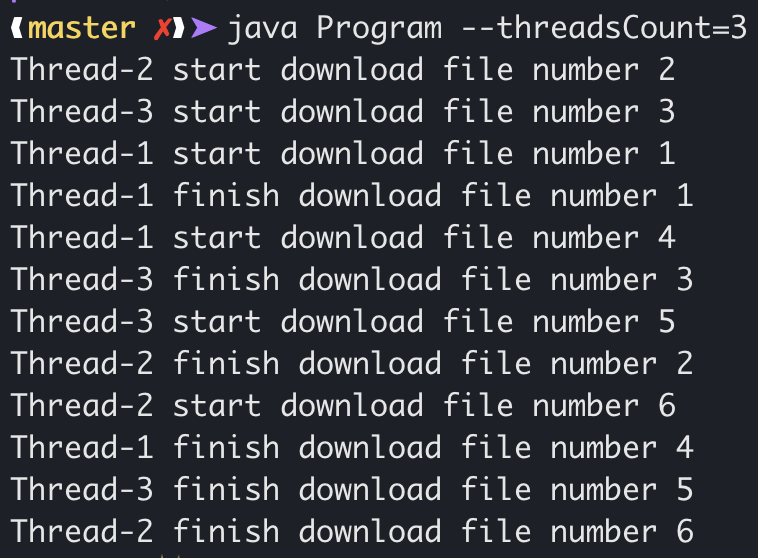 (master ✗)➤ java Program --threadsCount=3
Thread-2 start download file number 2
Thread-3 start download file number 3
Thread-1 start download file number 1
Thread-1 finish download file number 1
Thread-1 start download file number 4
Thread-3 finish download file number 3
Thread-3 start download file number 5
Thread-2 finish download file number 2
Thread-2 start download file number 6
Thread-1 finish download file number 4
Thread-3 finish download file number 5
Thread-2 finish download file number 6